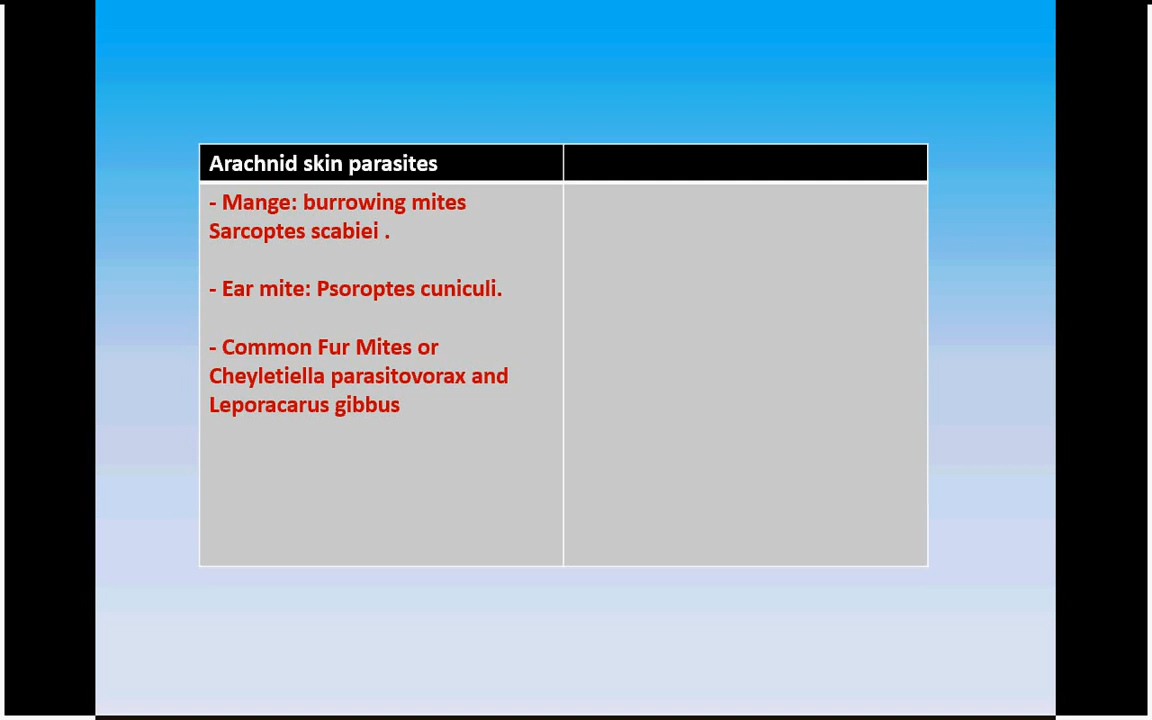 Arachnid skin parasites
- Mange: burrowing mites
Sarcoptes scabiei .
- Ear mite: Psoroptes cuniculi.
- Common Fur Mites or
Cheyletiella parasitovorax and
Leporacarus gibbus